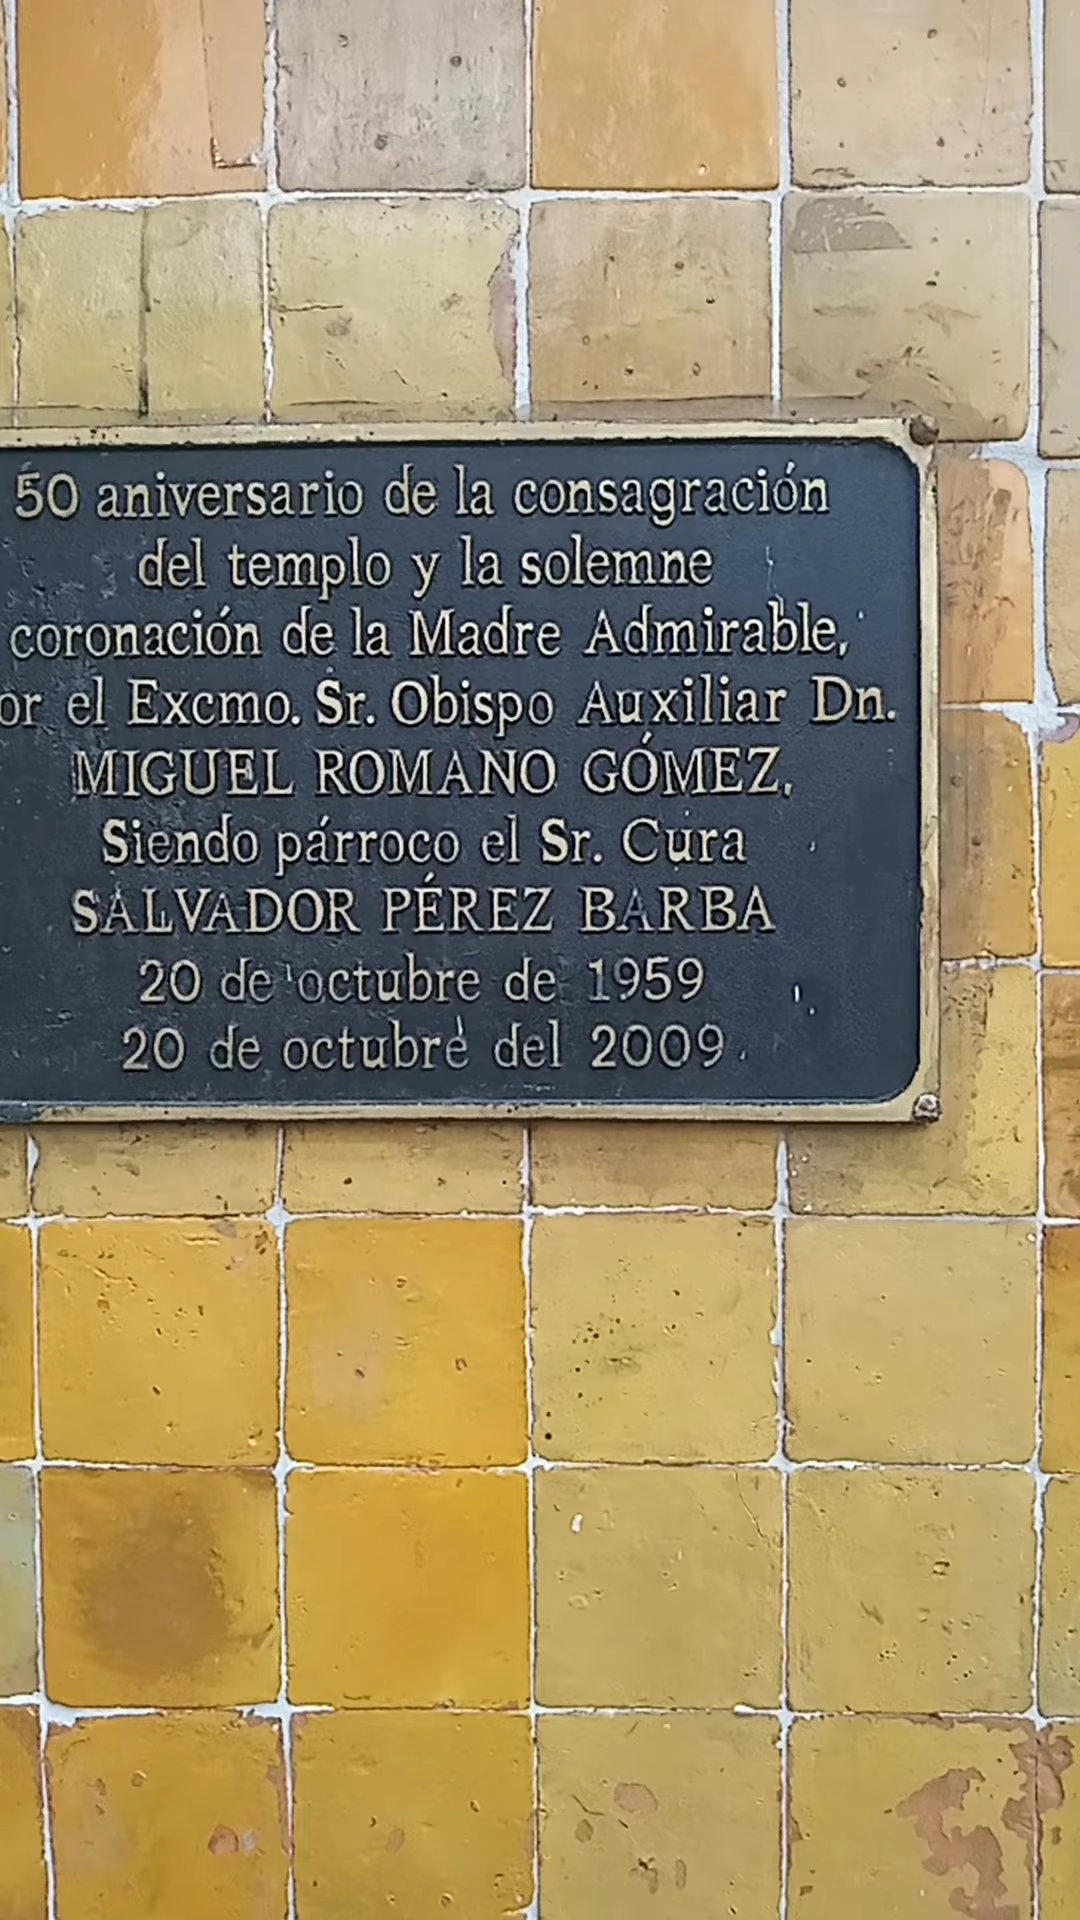 50 aniversario de la consagración
del templo y la solemne
coronación de la Madre Admirable,
or el Excmo. Sr. Obispo Auxiliar Dn.
MIGUEL ROMANO GÓMEZ,
Siendo párroco el Sr. Cura
SALVADOR PÉREZ BARBA
20 de octubre de 1959
20 de octubre del 2009